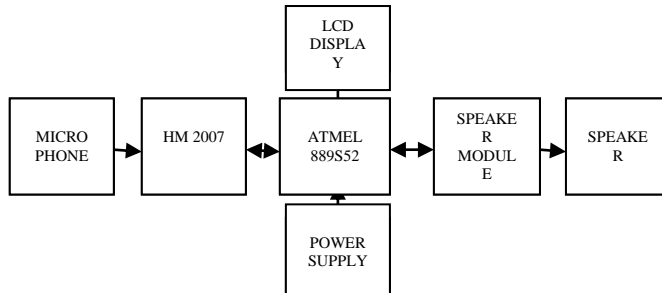 LCD
DISPLA
Y
MICRO
PHONE
HM 2007
ATMEL
889S52
SPEAKE
R
MODUL
E
SPEAKE
R
POWER
SUPPLY